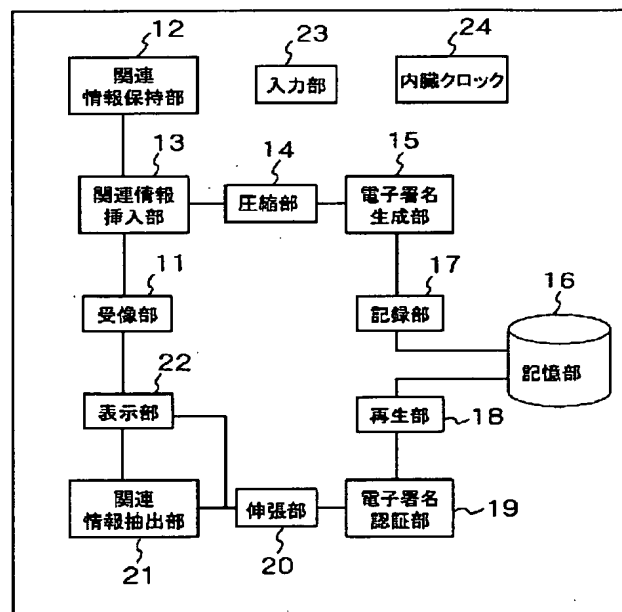 12
関連
情報保持部
23
入力部
24
内臓クロック
13
関連情報
挿入部
14
圧縮部
15
電子署名
生成部
11
受像部
17
記録部
16
記憶部
22
表示部
再生部
18
関連
情報抽出部
21
伸張部
20
電子署名
認証部
19